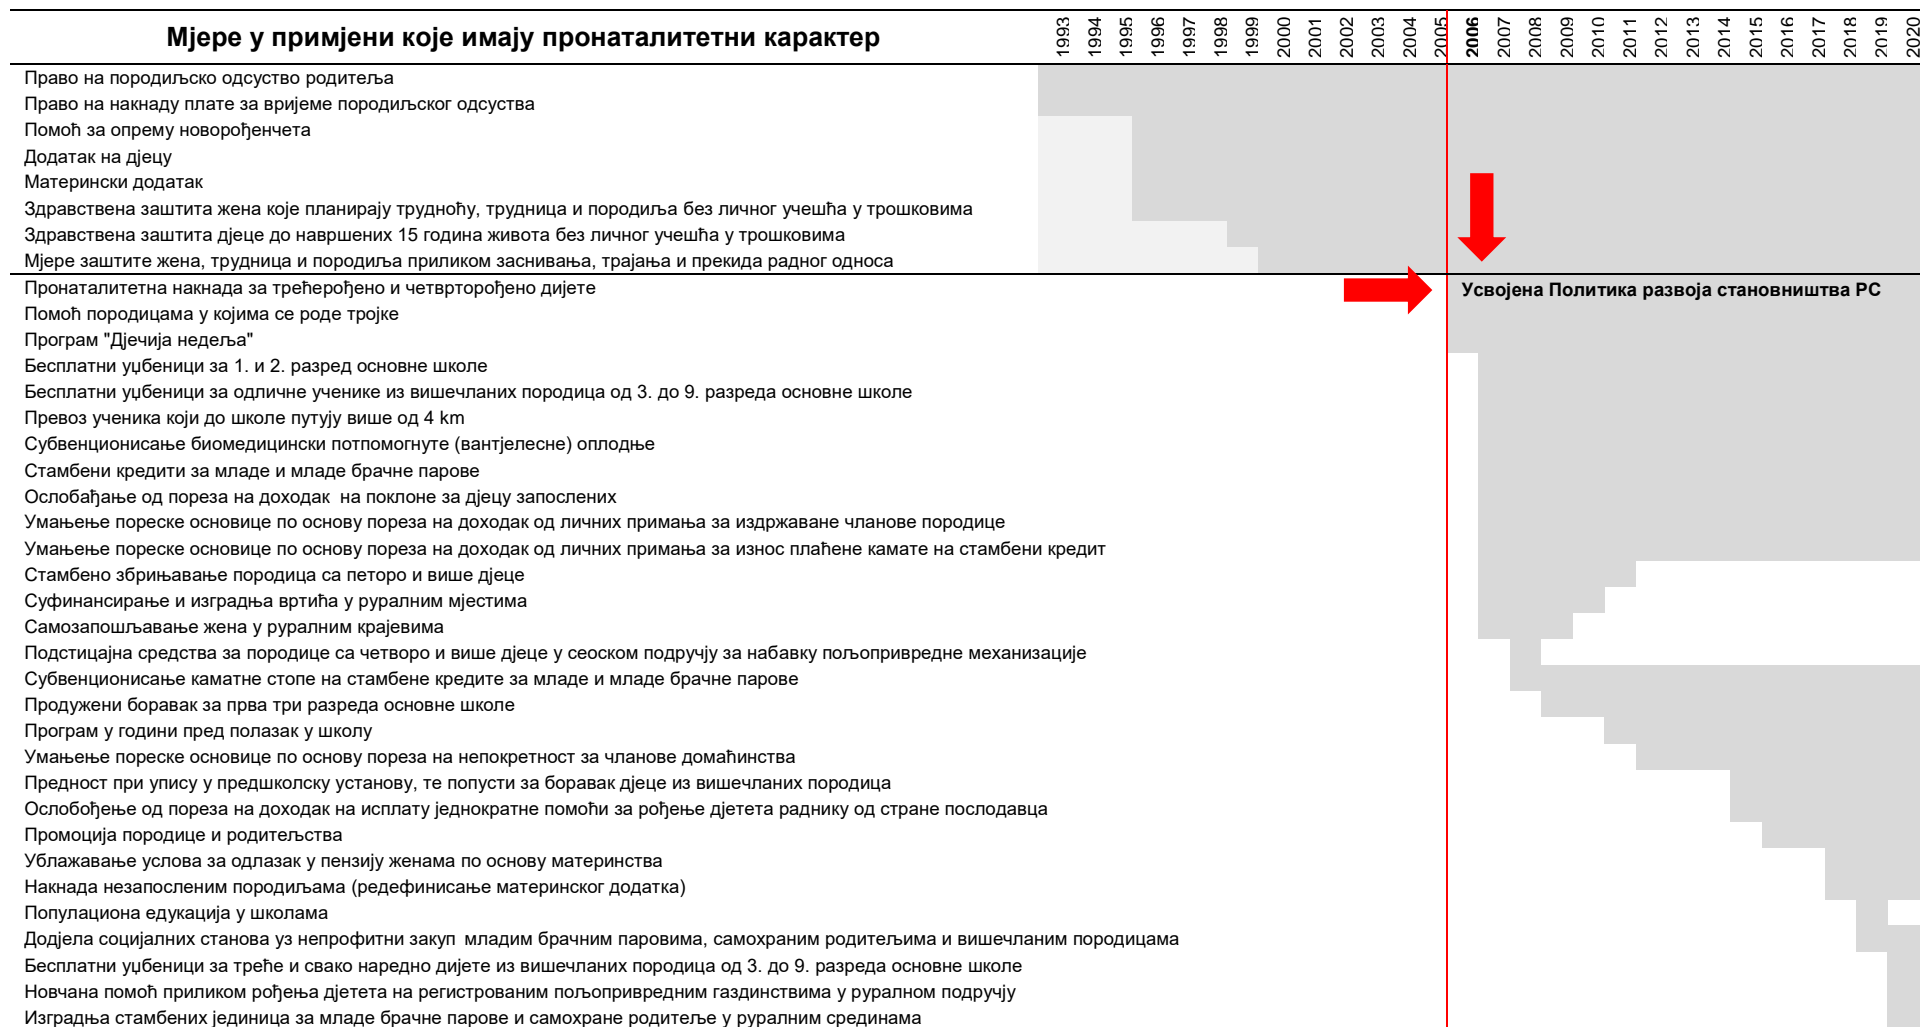 Мјере у примјени које имају пронаталитетни карактер 1993 1994 1995 1996 1997 1998 1999 2000 2001 2002 2003 2004 2005 2006 2007 2008 2009 2010 2011 2012 2013 2014 2015 2016 2017 2018 2019 2020
Право на породиљско одсуство родитеља
Право на накнаду плате за вријеме породиљског одсуства
Помоћ за опрему новорођенчета
Додатак на дјецу
Матерински додатак
Здравствена заштита жена које планирају трудноћу, трудница и породиља без личног учешћа у трошковима
Здравствена заштита дјеце до навршених 15 година живота без личног учешћа у трошковима
Мјере заштите жена, трудница и породиља приликом заснивања, трајања и прекида радног односа
Пронаталитетна накнада за трећерођено и четврторођено дијете Усвојена Политика развоја становништва РС
Помоћ породицама у којима се роде тројке
Програм "Дјечија недеља"
Бесплатни уџбеници за 1. и 2. разред основне школе
Бесплатни уџбеници за одличне ученике из вишечланих породица од 3. до 9. разреда основне школе
Превоз ученика који до школе путују више од 4 km
Субвенционисање биомедицински потпомогнуте (вантјелесне) оплодње
Стамбени кредити за младе и младе брачне парове
Ослобађање од пореза на доходак на поклоне за дјецу запослених
Умањење пореске основице по основу пореза на доходак од личних примања за издржаване чланове породице
Умањење пореске основице по основу пореза на доходак од личних примања за износ плаћене камате на стамбени кредит
Стамбено збрињавање породица са петоро и више дјеце
Суфинансирање и изградња вртића у руралним мјестима
Самозапошљавање жена у руралним крајевима
Подстицајна средства за породице са четворо и више дјеце у сеоском подручју за набавку пољопривредне механизације
Субвенционисање каматне стопе на стамбене кредите за младе и младе брачне парове
Продужени боравак за прва три разреда основне школе
Програм у години пред полазак у школу
Умањење пореске основице по основу пореза на непокретност за чланове домаћинства
Предност при упису у предшколску установу, те попусти за боравак дјеце из вишечланих породица
Ослобођење од пореза на доходак на исплату једнократне помоћи за рођење дјетета раднику од стране послодавца
Промоција породице и родитељства
Ублажавање услова за одлазак у пензију женама по основу материнства
Накнада незапосленим породиљама (редефинисање материнског додатка)
Популациона едукација у школама
Додјела социјалних станова уз непрофитни закуп младим брачним паровима, самохраним родитељима и вишечланим породицама
Бесплатни уџбеници за треће и свако наредно дијете из вишечланих породица од 3. до 9. разреда основне школе
Новчана помоћ приликом рођења дјетета на регистрованим пољопривредним газдинствима у руралном подручју
Изградња стамбених јединица за младе брачне парове и самохране родитеље у руралним срединама